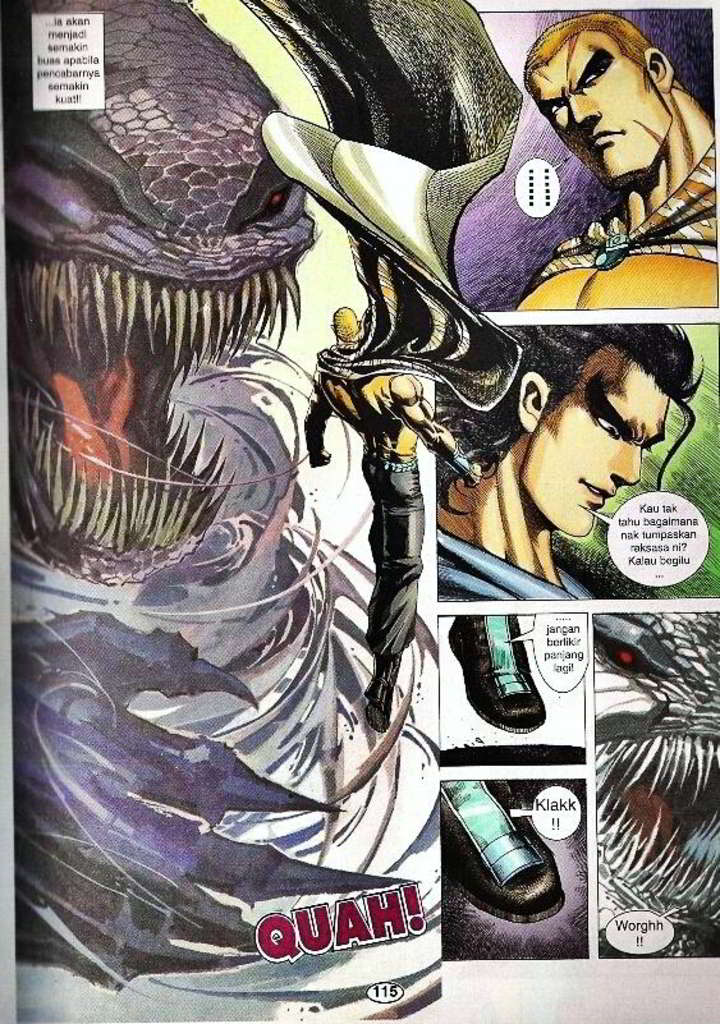 ...ia akan
menjadi
semakin
buas apabila
pencabarnya
semakin
kuat!!
Kau tak
tahu bagaimana
nak tumpaskan
raksasa ni?
Kalau begitu
...
.....
jangan
berfikir
panjang
lagi!
Klakk
!!
Worghh
!!
QUAH!
115